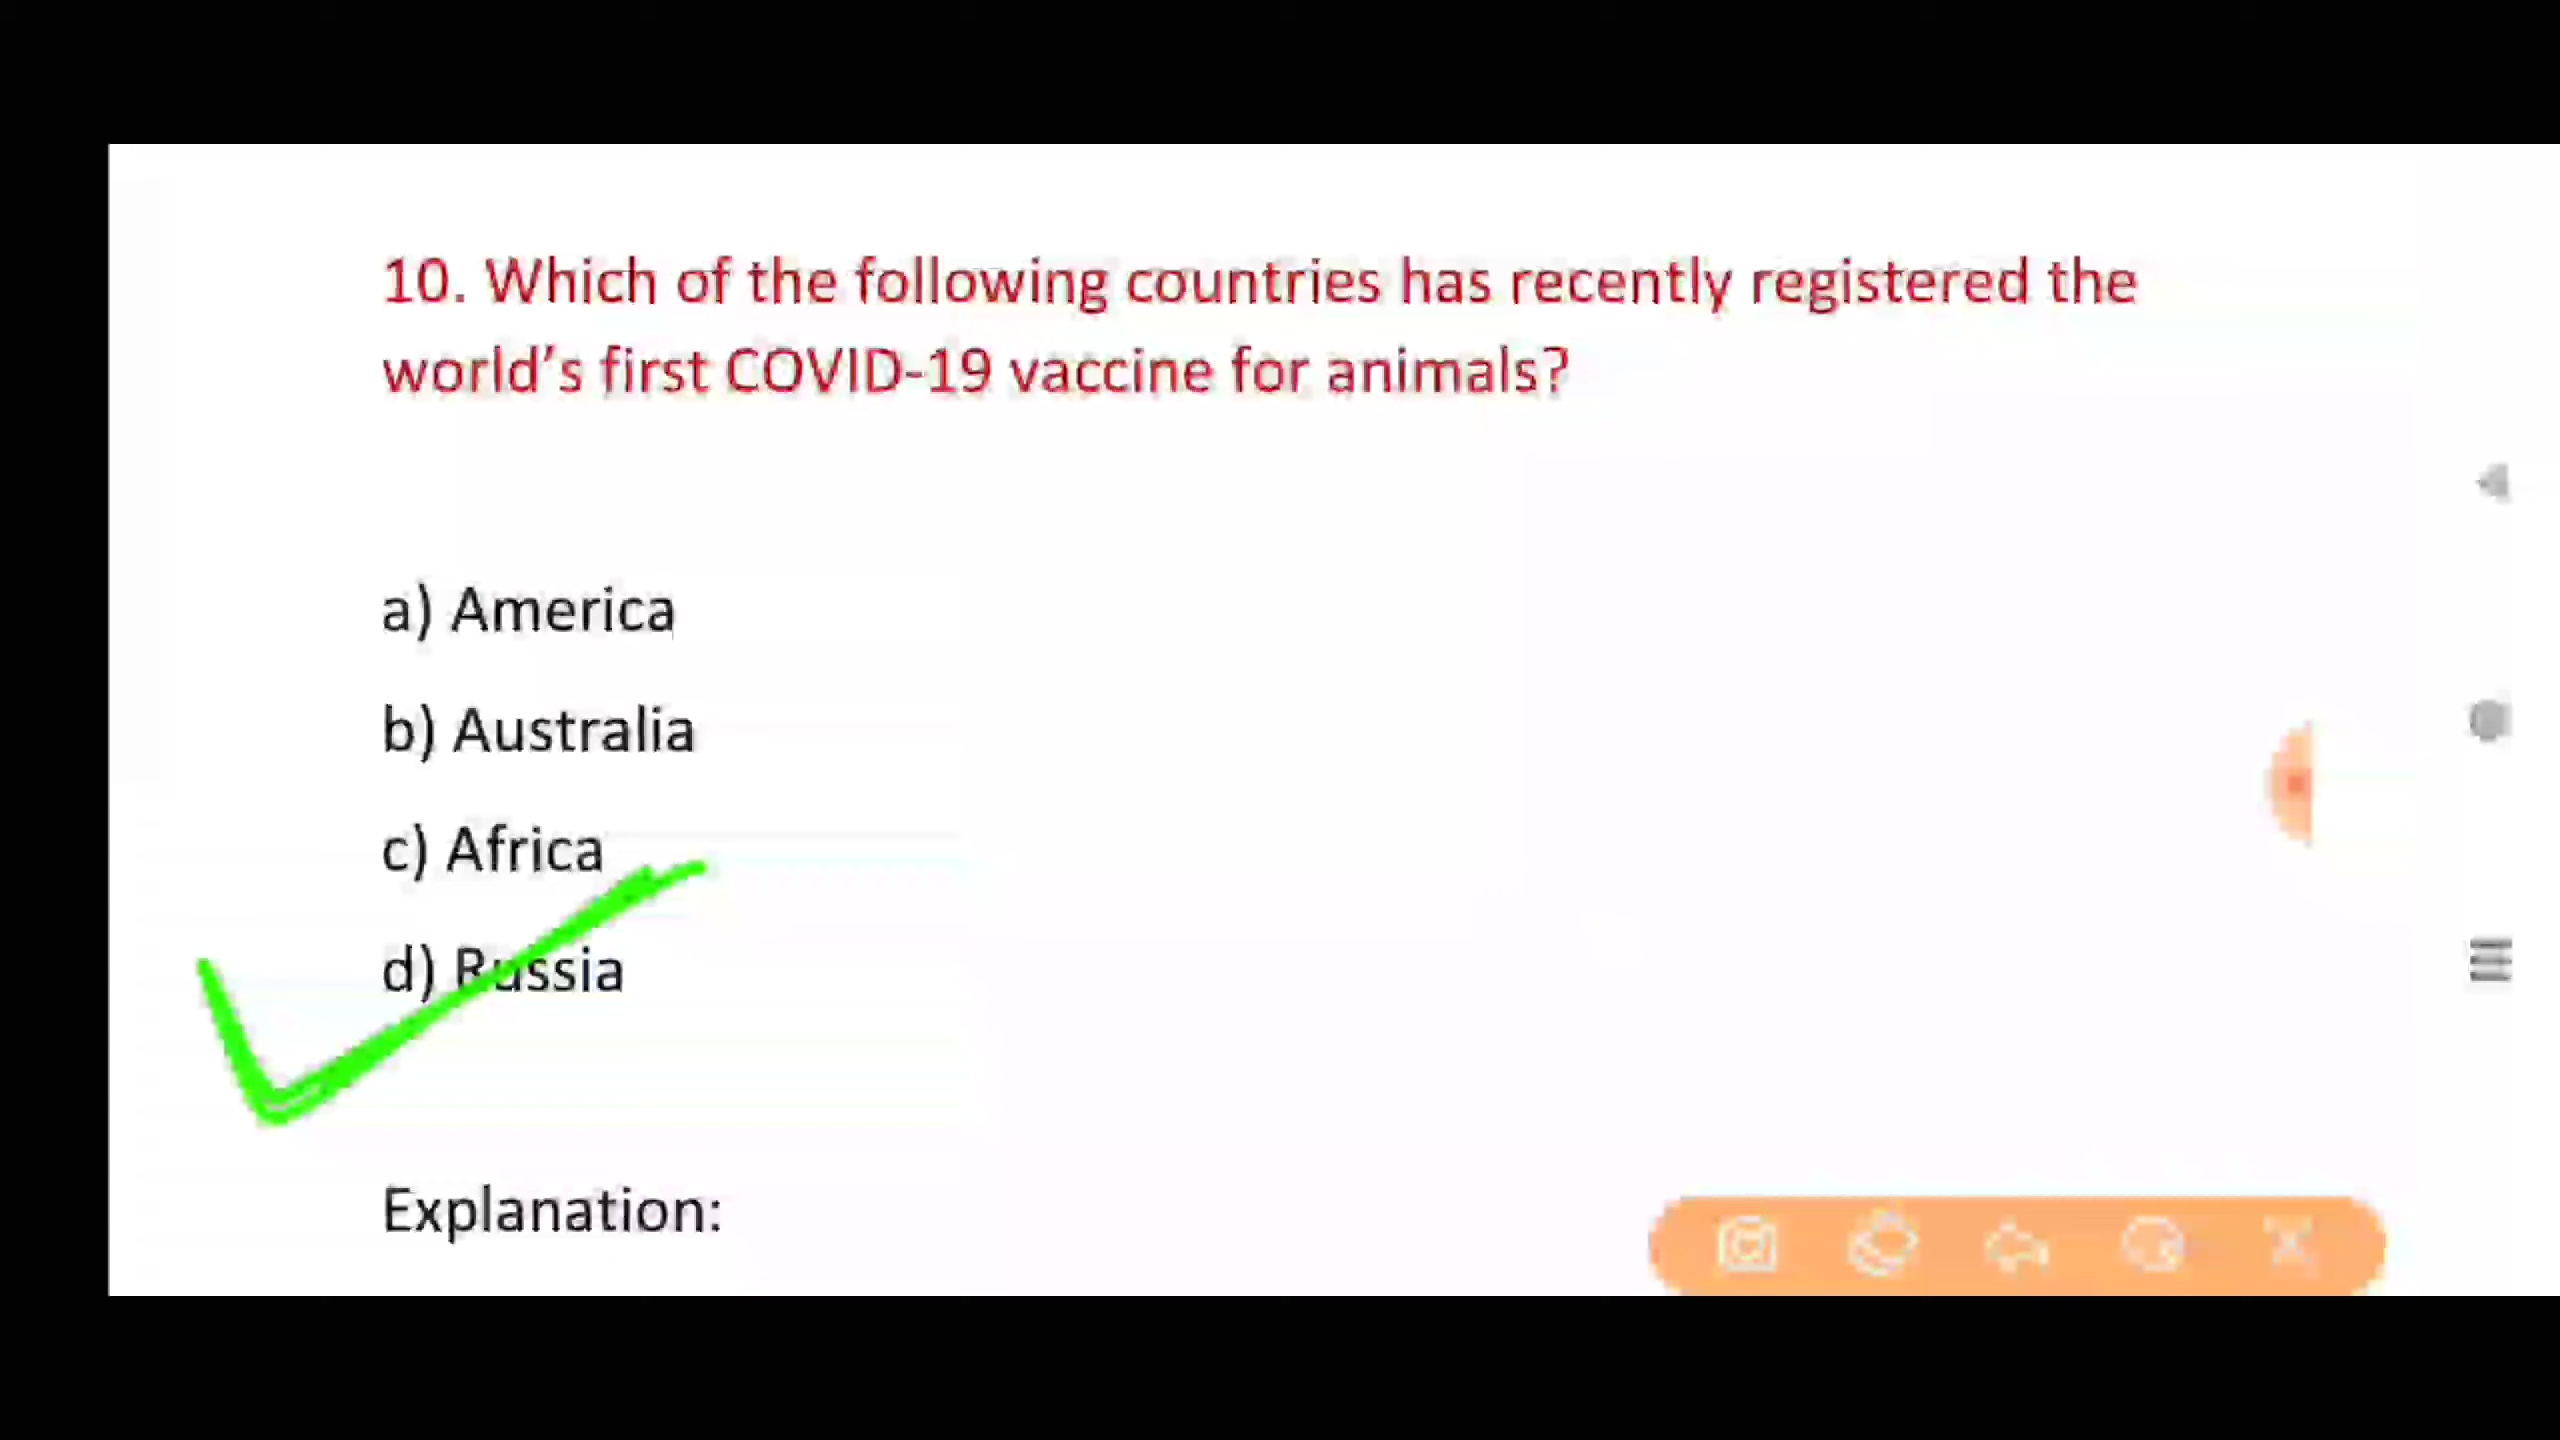 10. Which of the following countries has recently registered the
world’s first COVID-19 vaccine for animals?
a) America
b) Australia
c) Africa
d) Russia
Explanation: